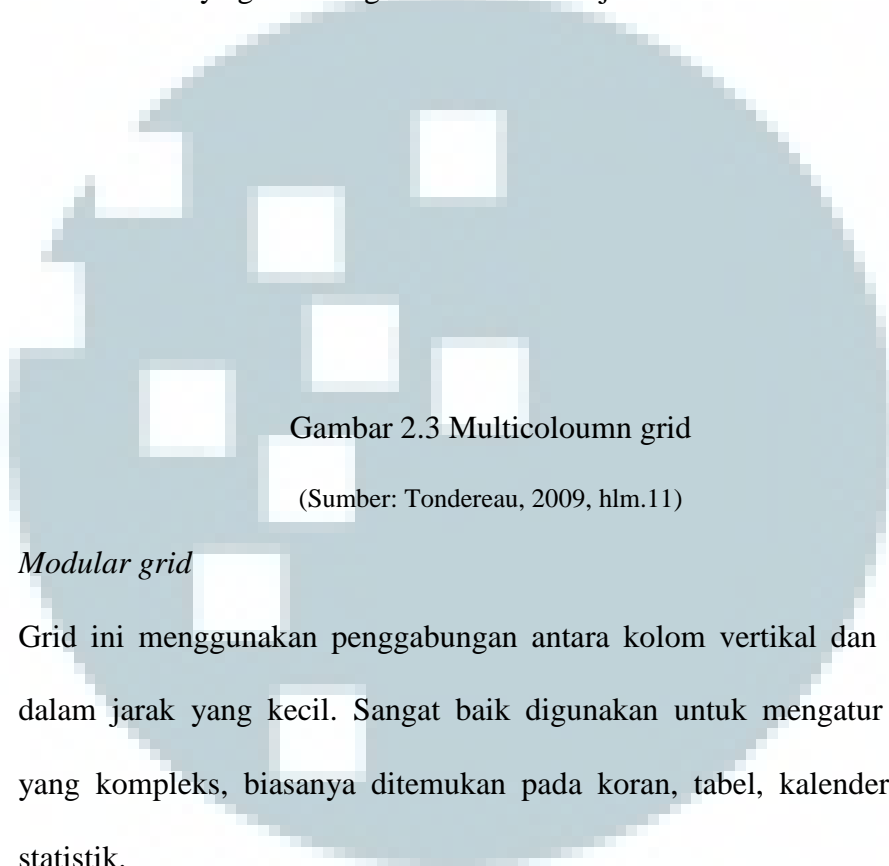 Gambar 2.3 Multicoloumn grid
(Sumber: Tondereau, 2009, hlm.11)
Modular grid
Grid ini menggunakan penggabungan antara kolom vertikal dan
dalam jarak yang kecil. Sangat baik digunakan untuk mengatur
yang kompleks, biasanya ditemukan pada koran, tabel, kalender
statistik.